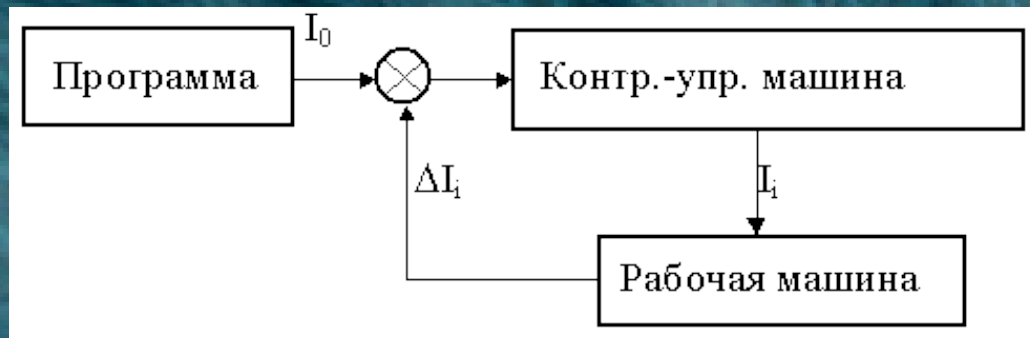 I₀
Программа
Контр.-упр. машина
ΔIᵢ
Iᵢ
Рабочая машина